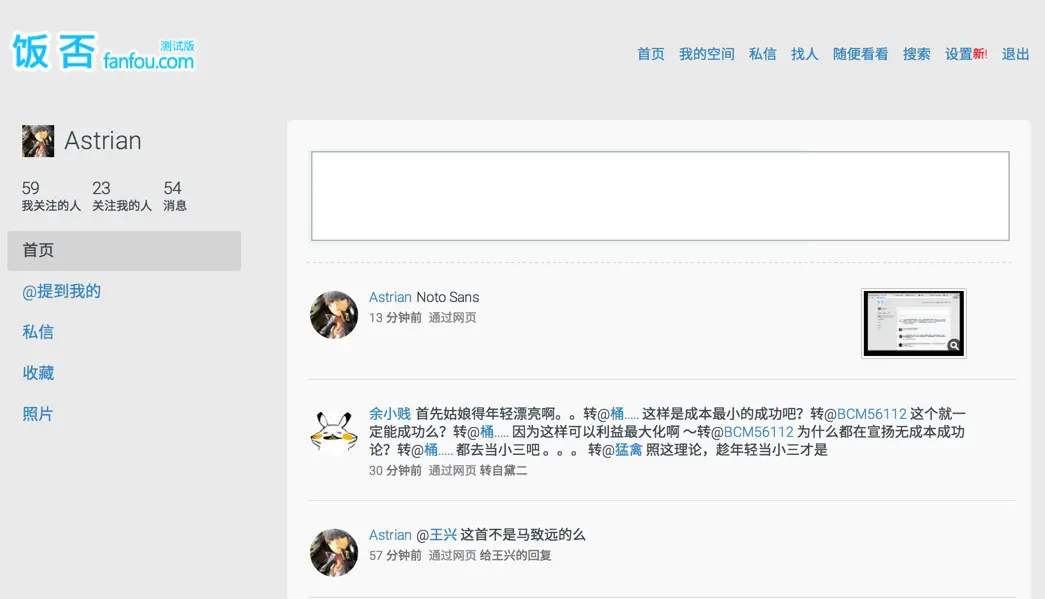 饭否 测试版
fanfou.com
首页 我的空间 私信 找人 随便看看 搜索 设置新! 退出
Astrian
59 23 54
我关注的人 关注我的人 消息
首页
@提到我的
私信
收藏
照片
Astrian Noto Sans
13 分钟前 通过网页
余小贱 首先姑娘得年轻漂亮啊。。转@桶..... 这样是成本最小的成功吧？转@BCM56112 这个就一
定能成功么？转@桶..... 因为这样可以利益最大化啊 ～转@BCM56112 为什么都在宣扬无成本成功
论？转@桶..... 都去当小三吧 。。。 转@猛禽 照这理论，趁年轻当小三才是
30 分钟前 通过网页 转自黛二
Astrian @王兴 这首不是马致远的么
57 分钟前 通过网页 给王兴的回复